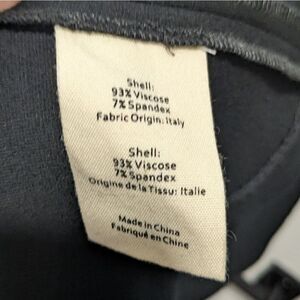 Shell:
93% Viscose
7% Spandex
Fabric Origin: Italy
Shell:
93% Viscose
7% Spandex
Origine de la Tissu: Italie
Made in China
Fabriqué en Chine